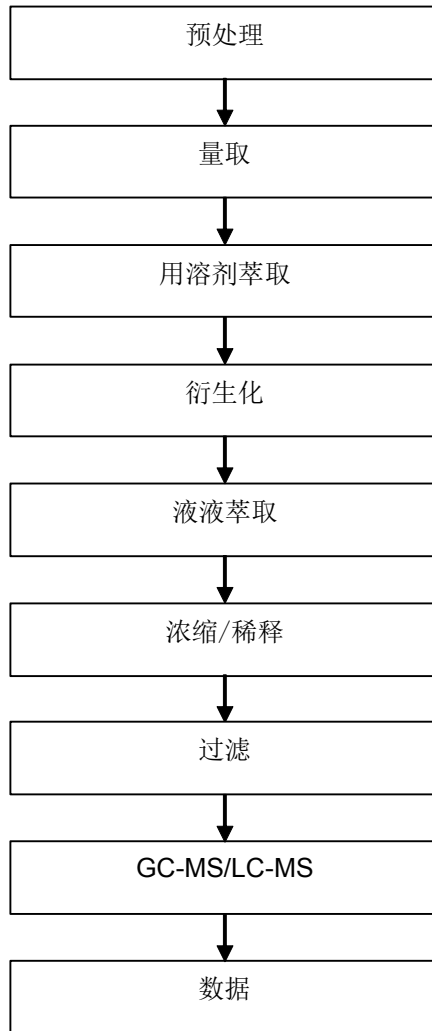 预处理
量取
用溶剂萃取
衍生化
液液萃取
浓缩/稀释
过滤
GC-MS/LC-MS
数据